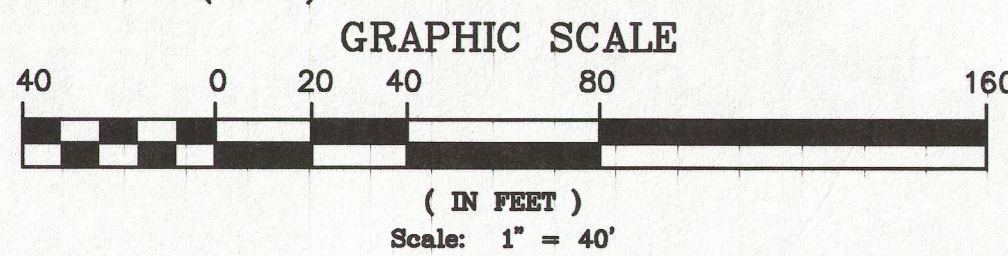 GRAPHIC SCALE
40 0 20 40 80 160
( IN FEET )
Scale: 1" = 40'